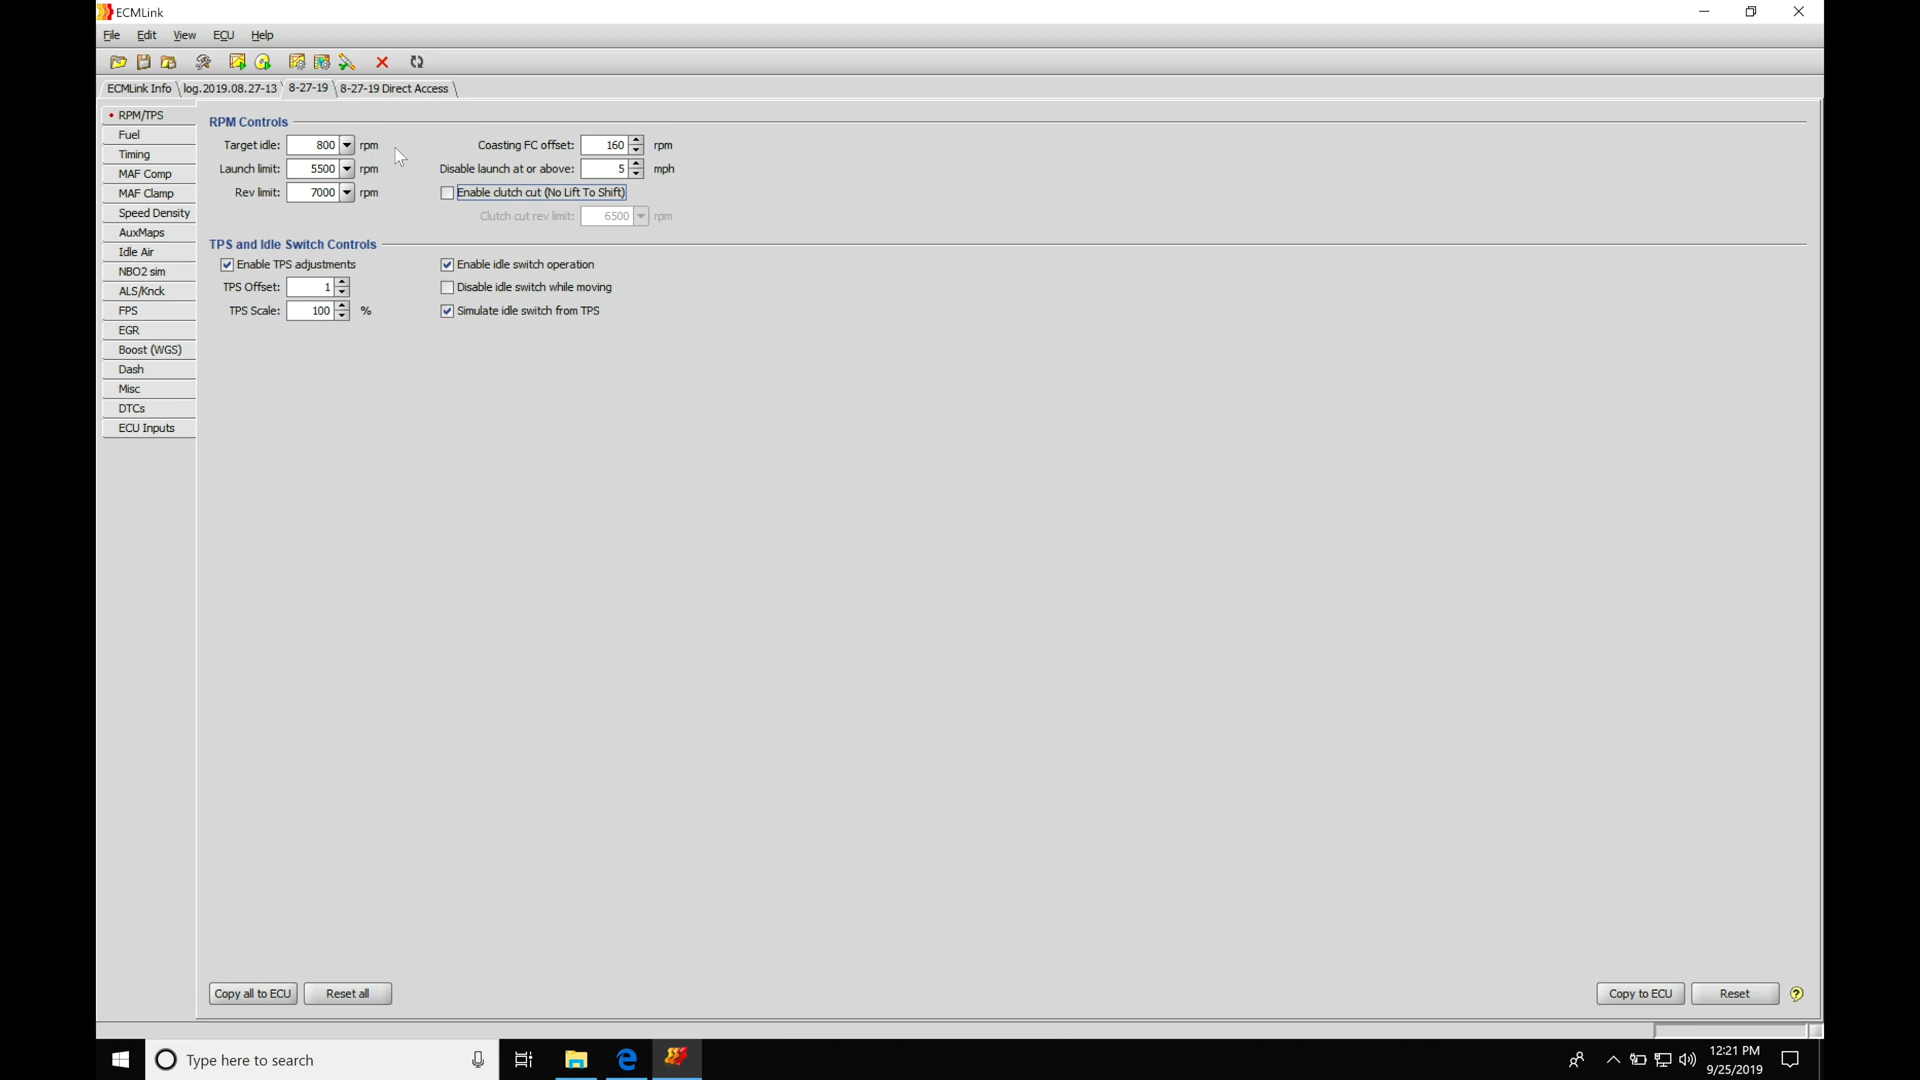 ECMLink
File Edit View ECU Help
ECMLink Info log.2019.08.27-13 8-27-19 8-27-19 Direct Access
RPM/TPS
Fuel
Timing
MAF Comp
MAF Clamp
Speed Density
AuxMaps
Idle Air
NBO2 sim
ALS/Knck
FPS
EGR
Boost (WGS)
Dash
Misc
DTCs
ECU Inputs
RPM Controls
Target idle: 800 rpm Coasting FC offset: 160 rpm
Launch limit: 5500 rpm Disable launch at or above: 5 mph
Rev limit: 7000 rpm Enable clutch cut (No Lift To Shift)
Clutch cut rev limit: 6500 rpm
TPS and Idle Switch Controls
Enable TPS adjustments Enable idle switch operation
TPS Offset: 1 Disable idle switch while moving
TPS Scale: 100 % Simulate idle switch from TPS
Copy all to ECU Reset all Copy to ECU Reset ?
Type here to search
12:21 PM
9/25/2019